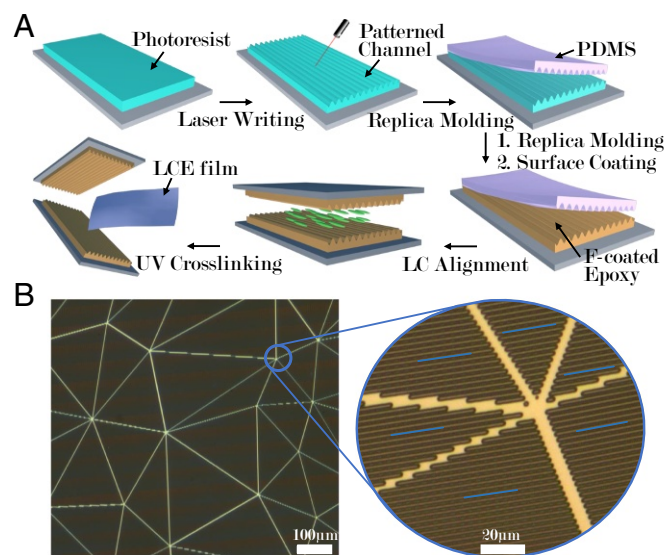 A
Photoresist
Patterned
Channel
PDMS
Laser Writing
Replica Molding
1. Replica Molding
2. Surface Coating
LCE film
UV Crosslinking
LC Alignment
F-coated
Epoxy
B
100µm
20µm